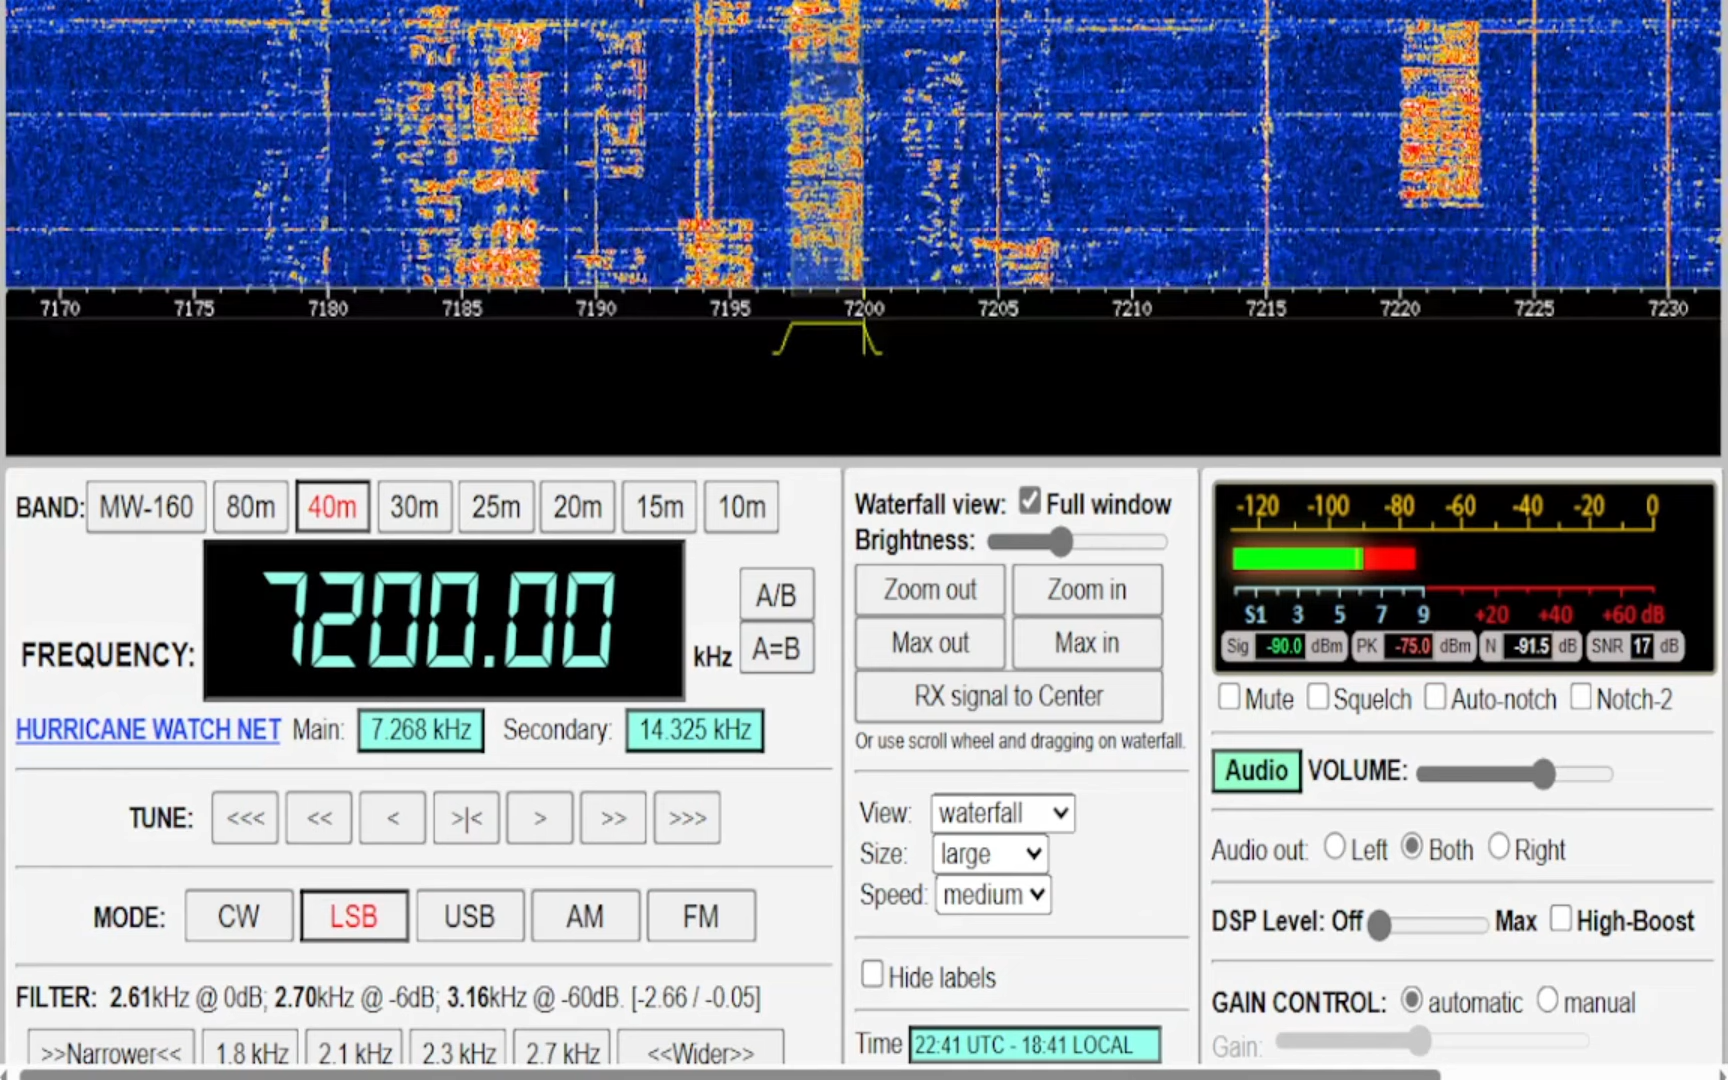 7170 7175 7180 7185 7190 7195 7200 7205 7210 7215 7220 7225 7230
BAND: MW-160 80m 40m 30m 25m 20m 15m 10m
FREQUENCY: 7200.00 kHz
A/B
A=B
HURRICANE WATCH NET Main: 7.268 kHz Secondary: 14.325 kHz
TUNE: <<< << < >|< > >> >>>
MODE: CW LSB USB AM FM
FILTER: 2.61kHz @ 0dB; 2.70kHz @ -6dB; 3.16kHz @ -60dB. [-2.66 / -0.05]
>>Narrower<< 1.8 kHz 2.1 kHz 2.3 kHz 2.7 kHz <<Wider>>
Waterfall view: Full window
Brightness:
Zoom out Zoom in
Max out Max in
RX signal to Center
Or use scroll wheel and dragging on waterfall.
View: waterfall
Size: large
Speed: medium
Hide labels
Time 22:41 UTC - 18:41 LOCAL
-120 -100 -80 -60 -40 -20 0
S1 3 5 7 9 +20 +40 +60 dB
Sig -90.0 dBm PK -75.0 dBm N -91.5 dB SNR 17 dB
Mute Squelch Auto-notch Notch-2
Audio VOLUME:
Audio out: Left Both Right
DSP Level: Off Max High-Boost
GAIN CONTROL: automatic manual
Gain: